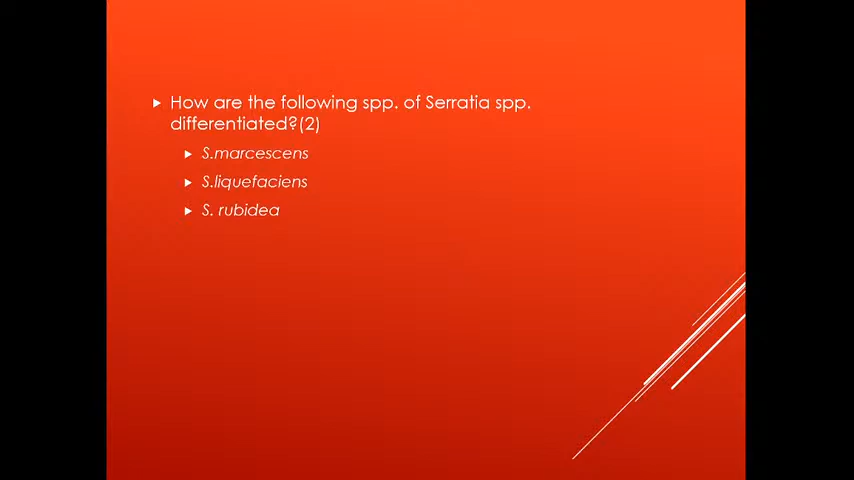 How are the following spp. of Serratia spp.
differentiated?(2)
S.marcescens
S.liquefaciens
S. rubidea